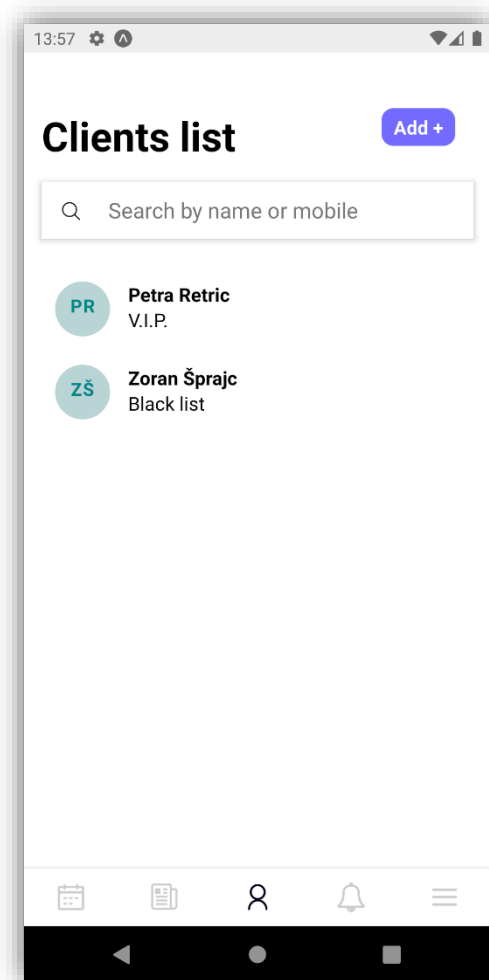 13:57
Clients list
Add +
Search by name or mobile
PR
Petra Retric
V.I.P.
ZŠ
Zoran Šprajc
Black list